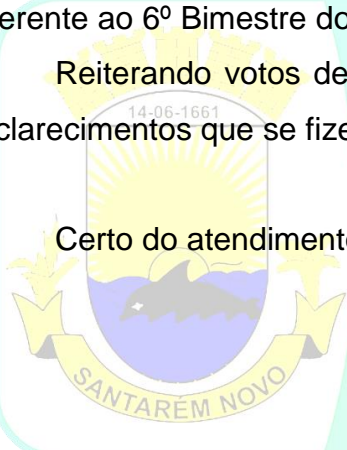 erente ao 6º Bimestre do
Reiterando votos de
14-06-1661
clarecimentos que se fize
Certo do atendimento
SANTARÉM NOVO